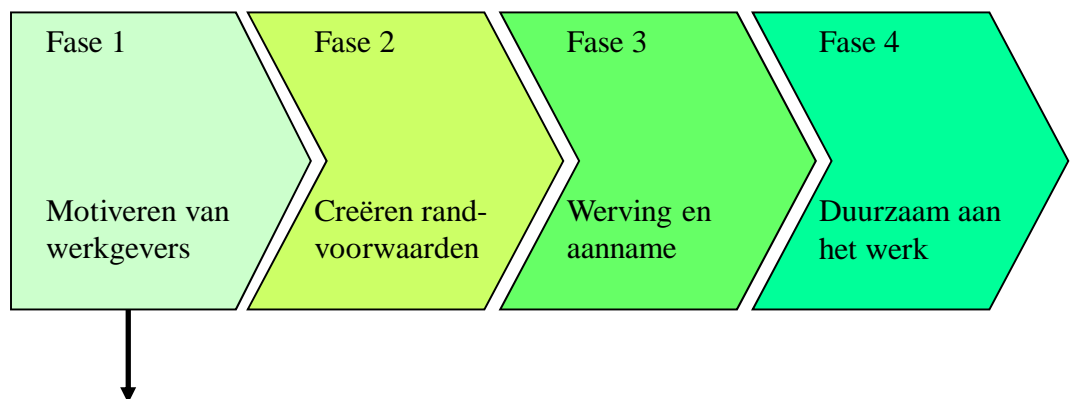 Fase 1
Motiveren van
werkgevers
Fase 2
Creëren rand-
voorwaarden
Fase 3
Werving en
aanname
Fase 4
Duurzaam aan
het werk